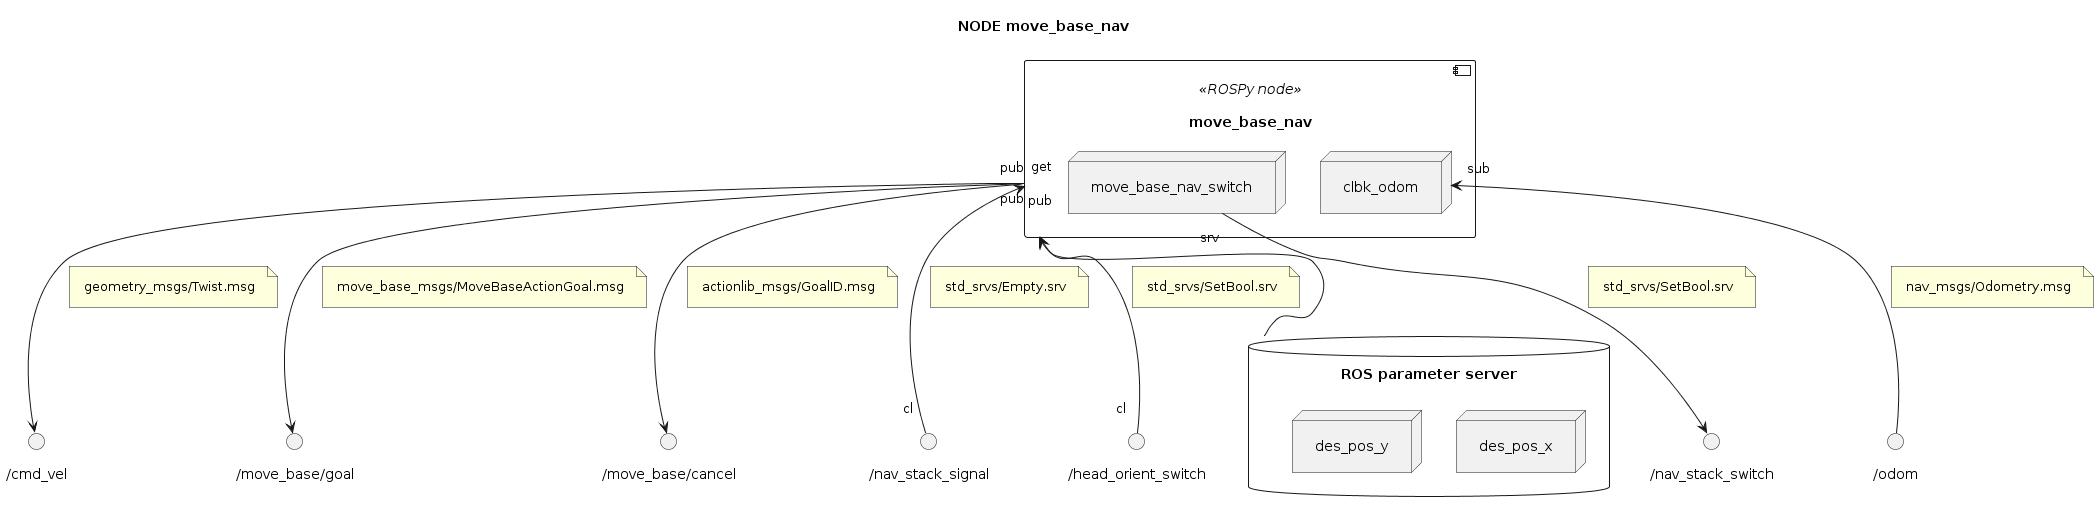 NODE move_base_nav
«ROSPy node»
move_base_nav
pub
get
move_base_nav_switch
clbk_odom
sub
pub
pub
srv
geometry_msgs/Twist.msg
move_base_msgs/MoveBaseActionGoal.msg
actionlib_msgs/GoalID.msg
std_srvs/Empty.srv
std_srvs/SetBool.srv
std_srvs/SetBool.srv
nav_msgs/Odometry.msg
ROS parameter server
cl
cl
des_pos_y
des_pos_x
/cmd_vel
/move_base/goal
/move_base/cancel
/nav_stack_signal
/head_orient_switch
/nav_stack_switch
/odom